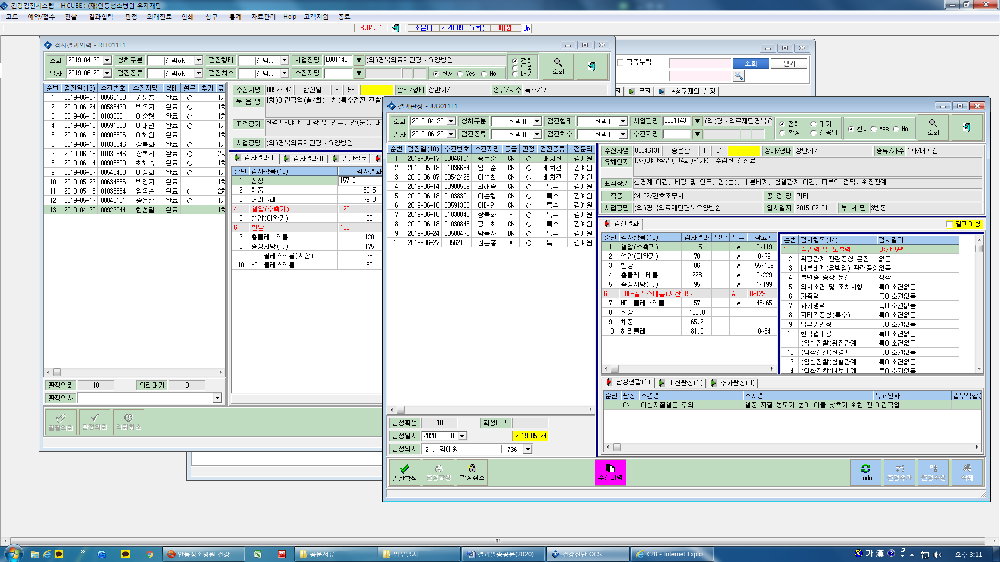 건강검진시스템 - H-CUBE : (재)안동성소병원 유지재단
코드 예약/접수 진찰 결과입력 판정 외래진료 인쇄 청구 통계 자료관리 Help 고객지원 종료
08.04.01 조은미 2020-09-01(화) 내원 Up
검사결과입력 - RLT011F1
조회 2019-04-30 상하구분 선택하... 검진형태 선택... 사업장명 E001143 (의)경북의료재단경북요양병원 전체 의뢰 대기 조회
일자 2019-06-29 검진종류 선택하... 검진차수 선택... 수진자명 전체 Yes No
직종누락 조회 닫기
문진 *청구제외 설정
순번 검진일(13) 수진번호 수진자명 상태 설문 추가
1 2019-06-27 00562183 권분홍 완료 ○ 1차
2 2019-06-24 00588470 박옥자 완료 ○ 1차
3 2019-06-18 01038301 이순형 완료 ○ 1차
4 2019-06-18 00591303 이태연 완료 ○ 1차
5 2019-06-18 00905506 이혜원 완료 1차
6 2019-06-18 01030846 장복화 완료 ○ 1차
7 2019-06-18 01030846 장복화 완료 ○ 2차
8 2019-06-14 00908509 최해숙 완료 ○ 1차
9 2019-06-07 00542428 이성희 완료 ○ 1차
10 2019-05-27 00634566 박영자 완료 1차
11 2019-05-18 01036664 임옥순 완료 ○ 2차
12 2019-05-17 00846131 송은순 완료 ○ 1차
13 2019-04-30 00923944 한선일 완료 1차
판정의뢰 10 의뢰대기 3
판정의사
일괄의뢰 판정의뢰 의뢰취소
수진자명 00923944 한선일 F 58 상하/형태 상반기/ 종류/차수 특수/1차
묶 음 명 1차)야간작업(월4회)+1차)특수검진 진찰료
표적장기 신경계-야간, 비강 및 인두, 안(눈), 내
사업장명 (의)경북의료재단경북요양병원
검사결과Ⅰ 검사결과Ⅱ 일반설문
순번 검사항목(10) 검사결과
1 신장 157.3
2 체중 59.5
3 허리둘레 79.0
4 혈압(수축기) 120
5 혈압(이완기) 60
6 혈당 122
7 총콜레스테롤 120
8 중성지방(TG) 175
9 LDL-콜레스테롤(계산) 35
10 HDL-콜레스테롤 50
결과판정 - JUG011F1
조회 2019-04-30 상하구분 선택!!! 검진형태 선택!!! 사업장명 E001143 (의)경북의료재단경북요 전체 대기 확정 전공의 전체 Yes No 조회
일자 2019-06-29 검진종류 선택!!! 검진차수 선택!!! 수진자명
순번 검진일(10) 수진번호 수진자명 등급 판정 검진종류 전문의
1 2019-05-17 00846131 송은순 CN ○ 배치전 김예원
2 2019-05-18 01036664 임옥순 CN ○ 배치전 김예원
3 2019-06-07 00542428 이성희 CN ○ 배치전 김예원
4 2019-06-14 00908509 최해숙 CN ○ 특수 김예원
5 2019-06-18 01038301 이순형 CN ○ 특수 김예원
6 2019-06-18 00591303 이태연 CN ○ 특수 김예원
7 2019-06-18 01030846 장복화 R ○ 특수 김예원
8 2019-06-18 01030846 장복화 CN ○ 특수 김예원
9 2019-06-24 00588470 박옥자 DN ○ 특수 김예원
10 2019-06-27 00562183 권분홍 A ○ 특수 김예원
판정확정 10 확정대기 0
판정일자 2020-09-01 2019-05-24
판정의사 21... 김예원 736
일괄확정 판정확정 확정취소 수진이력 Undo 판정추가 판정수정 삭제
수진자명 00846131 송은순 F 51 상하/형태 상반기/ 종류/차수 1차/배치전
유해인자 1차)야간작업(월4회)+1차)특수검진 진찰료
표적장기 신경계-야간, 비강 및 인두, 안(눈), 내분비계, 심혈관계-야간, 피부와 점막, 위장관계
직종 24102/간호조무사 공 정 명 기타
사업장명 (의)경북의료재단경북요양병원 입사일자 2015-02-01 부 서 명 3병동
검진결과 결과이상
순번 검사항목(10) 검사결과 일반 특수 참고치
1 혈압(수축기) 115 A 0~119
2 혈압(이완기) 70 A 0~79
3 혈당 86 A 55~109
4 총콜레스테롤 228 A 0~229
5 중성지방(TG) 95 A 1~199
6 LDL-콜레스테롤(계산 152 A 0~129
7 HDL-콜레스테롤 57 A 45~65
8 신장 160.0
9 체중 65.2
10 허리둘레 81.0 0~84
순번 검사항목(14) 검사결과
1 직업력 및 노출력 야간 5년
2 위장관계 관련증상 문진 없음
3 내분비계(유방암) 관련증상 없음
4 불면증 증상 문진 정상
5 의사소견 및 조치사항 특이소견없음
6 가족력 특이소견없음
7 과거병력 특이소견없음
8 자타각증상(특수) 특이소견없음
9 업무기인성 특이소견없음
10 현작업내용 특이소견없음
11 (임상진찰)위장관계 특이소견없음
12 (임상진찰)신경계 특이소견없음
13 (임상진찰)심혈관계 특이소견없음
14 (임상진찰)내분비계 특이소견없음
판정현황(1) 이전판정(1) 추가판정(0)
순번 판정 소견명 조치명 유해인자 업무적합성
1 CN 이상지질혈증 주의 혈중 지질 농도가 높아 이를 낮추기 위한 관 야간작업 나
안동성소병원 건강... 공문서류 업무일지 결과발송공문(2020).... 건강진단 OCS K2B - Internet Explo... 가 漢 오후 3:11